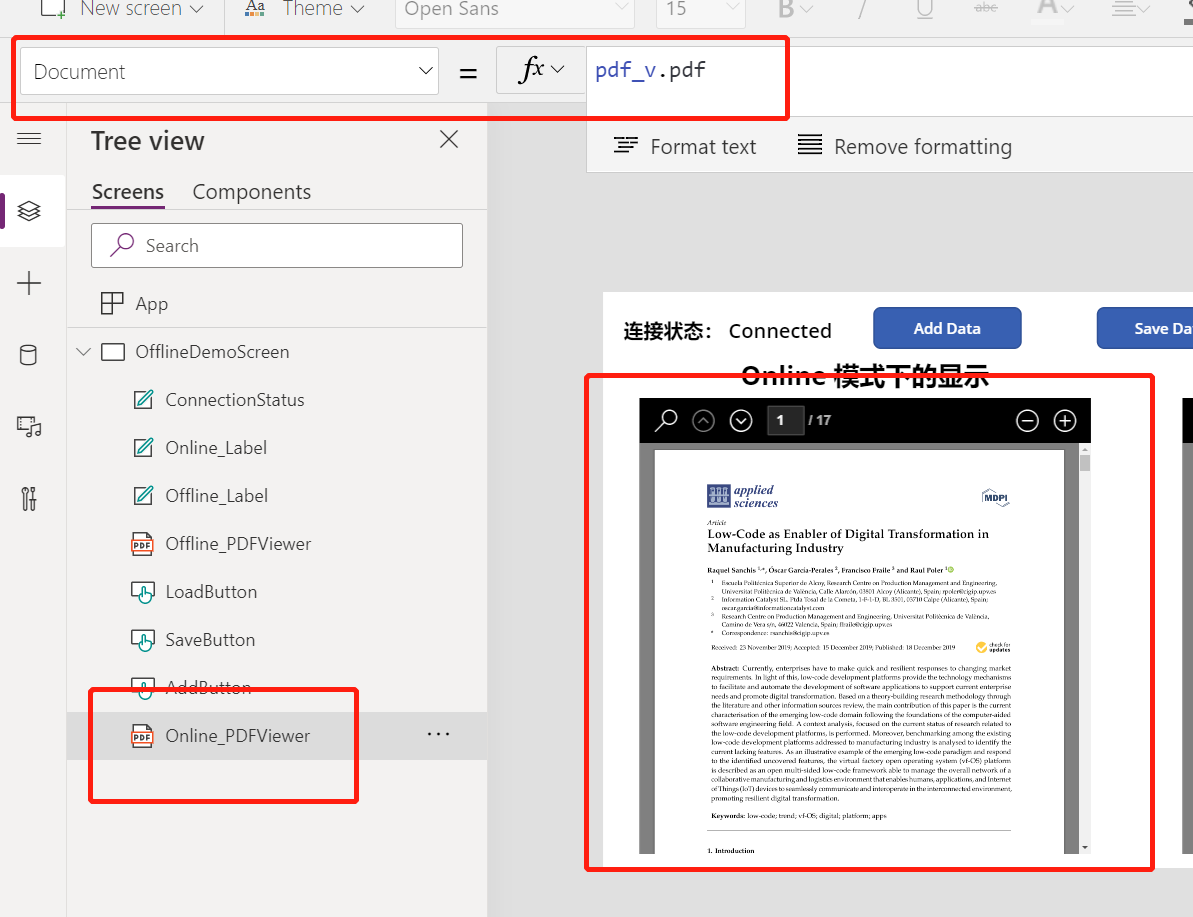 New screen
Aa Theme
Open Sans
15
B
/
U
abc
A
Document
=
fx
pdf_v.pdf
Tree view
Format text
Remove formatting
Screens
Components
Search
App
OfflineDemoScreen
ConnectionStatus
Online_Label
Offline_Label
PDF Offline_PDFViewer
LoadButton
SaveButton
AddButton
PDF Online_PDFViewer
...
连接状态： Connected
Add Data
Save Da
Online 模式下的显示
1 / 17
applied
sciences
MDPI
Article
Low-Code as Enabler of Digital Transformation in
Manufacturing Industry
Raquel Sanchis 1,*, Óscar García-Perales 2, Francisco Fraile 3 and Raul Poler 1
1 Escuela Politécnica Superior de Alcoy, Research Centre on Production Management and Engineering,
Universitat Politècnica de València, Calle Alarcón, 03801 Alcoy (Alicante), Spain; rpoler@cigip.upv.es
2 Information Catalyst SL, Ptda Tosal de la Cometa, 1-F-1-D, BL 3501, 03710 Calpe (Alicante), Spain;
oscar.garcia@informationcatalyst.com
3 Research Centre on Production Management and Engineering, Universitat Politècnica de València,
Camino de Vera s/n, 46022 Valencia, Spain; ffraile@cigip.upv.es
* Correspondence: rsanchis@cigip.upv.es
Received: 23 November 2019; Accepted: 15 December 2019; Published: 18 December 2019
check for
updates
Abstract: Currently, enterprises have to make quick and resilient responses to changing market
requirements. In light of this, low-code development platforms provide the technology mechanisms
to facilitate and automate the development of software applications to support current enterprise
needs and promote digital transformation. Based on a theory-building research methodology through
the literature and other information sources review, the main contribution of this paper is the current
characterisation of the emerging low-code domain following the foundations of the computer-aided
software engineering field. A context analysis, focused on the current status of research related to
the low-code development platforms, is performed. Moreover, benchmarking among the existing
low-code development platforms addressed to manufacturing industry is analysed to identify the
current lacking features. As an illustrative example of the emerging low-code paradigm and respond
to the identified uncovered features, the virtual factory open operating system (vf-OS) platform
is described as an open multi-sided low-code framework able to manage the overall network of a
collaborative manufacturing and logistics environment that enables humans, applications, and Internet
of Things (IoT) devices to seamlessly communicate and interoperate in the interconnected environment,
promoting resilient digital transformation.
Keywords: low-code; trend; vf-OS; digital; platform; apps
1. Introduction